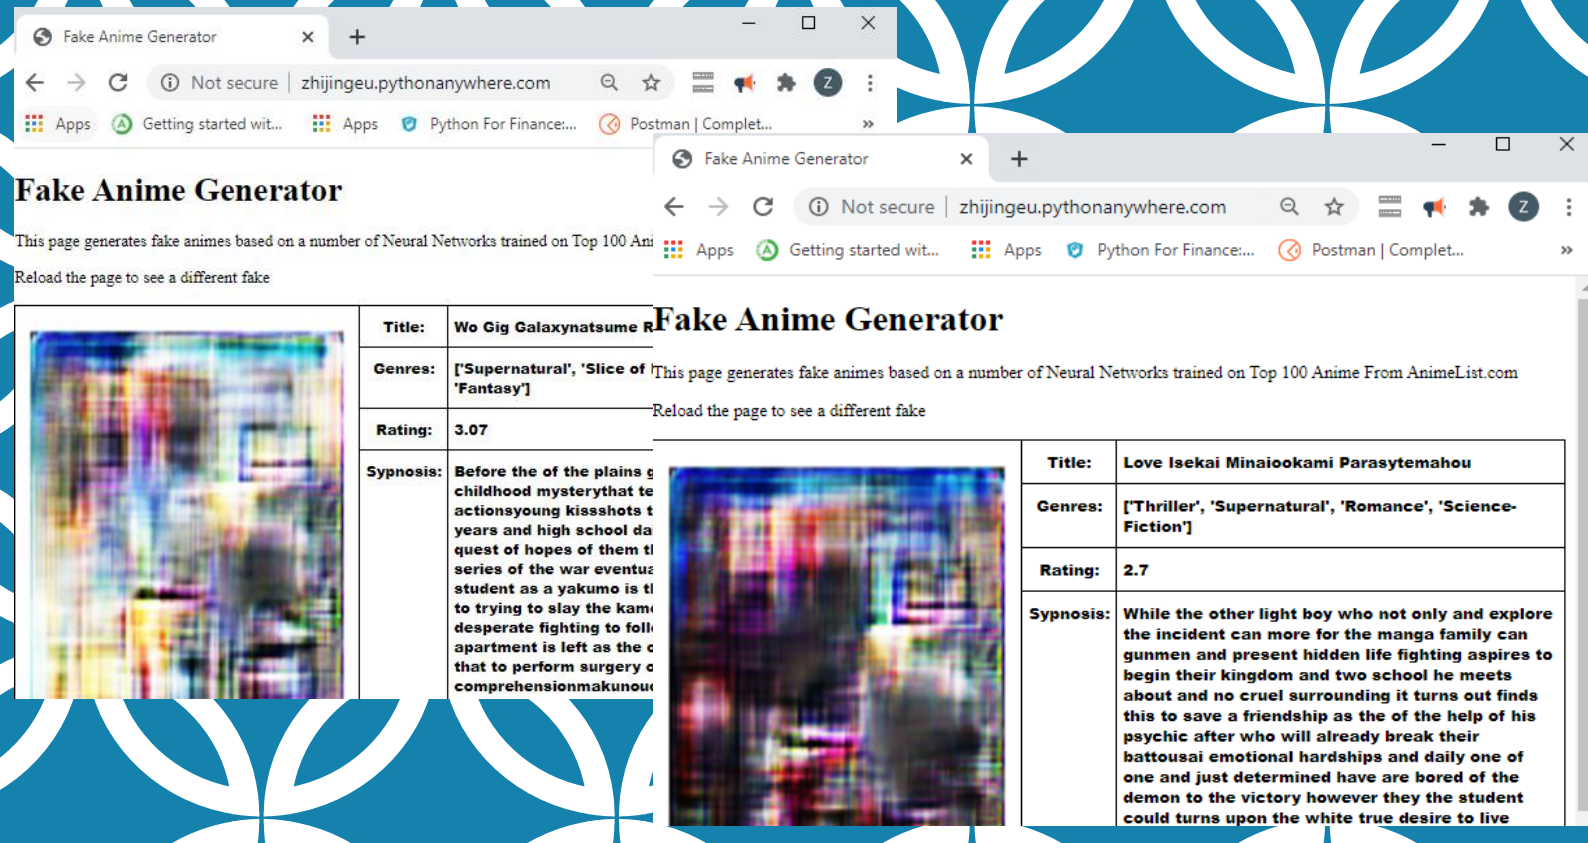 Fake Anime Generator
Not secure
zhijingeu.pythonanywhere.com
Z
Apps
Getting started wit...
Apps
Python For Finance:...
Postman | Complet...
»
Fake Anime Generator
This page generates fake animes based on a number of Neural Networks trained on Top 100 Ani
Reload the page to see a different fake
Title:
Wo Gig Galaxynatsume
Genres:
['Supernatural', 'Slice of
'Fantasy']
Rating:
3.07
Sypnosis:
Before the of the plains
childhood mysterythat te
actionsyoung kissshots t
years and high school dai
quest of hopes of them
series of the war eventua
student as a yakumo is
to trying to slay the kam
desperate fighting to foll
apartment is left as the
that to perform surgery
comprehensionmakunou
Fake Anime Generator
Not secure
zhijingeu.pythonanywhere.com
Z
Apps
Getting started wit...
Apps
Python For Finance:...
Postman | Complet...
»
Fake Anime Generator
This page generates fake animes based on a number of Neural Networks trained on Top 100 Anime From AnimeList.com
Reload the page to see a different fake
Title:
Love Isekai Minaiookami Parasytemahou
Genres:
['Thriller', 'Supernatural', 'Romance', 'Science-
Fiction']
Rating:
2.7
Sypnosis:
While the other light boy who not only and explore
the incident can more for the manga family can
gunmen and present hidden life fighting aspires to
begin their kingdom and two school he meets
about and no cruel surrounding it turns out finds
this to save a friendship as the of the help of his
psychic after who will already break their
battousai emotional hardships and daily one of
one and just determined have are bored of the
demon to the victory however they the student
could turns upon the white true desire to live